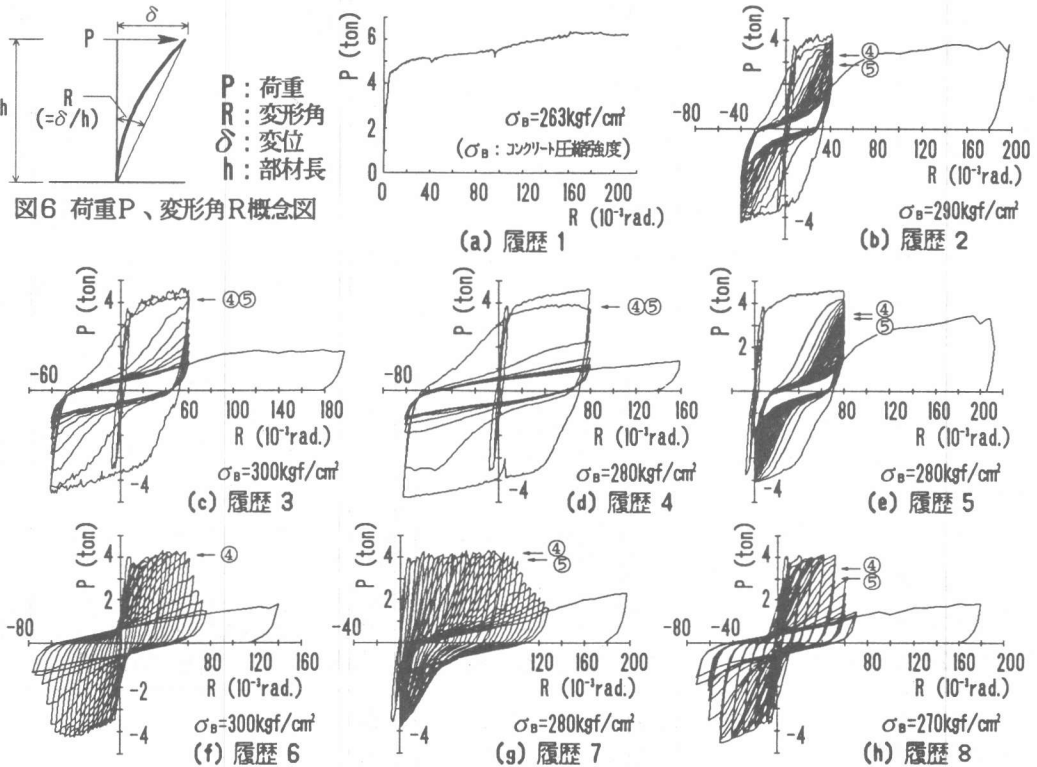 δ
P
h
R
(=δ/h)
P：荷重
R：変形角
δ：変位
h：部材長
図6 荷重P、変形角R概念図
P (ton)
6
4
2
0
0 40 80 120 160 200
R (10⁻³rad.)
σB=263kgf/cm²
(σB：コンクリート圧縮強度)
(a) 履歴 1
P (ton)
4
④
⑤
-80 -40
40 80 120 160 200
R (10⁻³rad.)
-4
σB=290kgf/cm²
(b) 履歴 2
P (ton)
4
④⑤
2
-60
60 100 140 180
R (10⁻³rad.)
-4
σB=300kgf/cm²
(c) 履歴 3
P (ton)
4
④⑤
2
-80
80 120 160
R (10⁻³rad.)
-4
σB=280kgf/cm²
(d) 履歴 4
P (ton)
4
④
⑤
2
80 120 160 200
R (10⁻³rad.)
-4
σB=280kgf/cm²
(e) 履歴 5
P (ton)
4
④
2
-80
80 120 160
R (10⁻³rad.)
-2
-4
σB=300kgf/cm²
(f) 履歴 6
P (ton)
4
④
⑤
2
-40
120 160 200
R (10⁻³rad.)
-4
σB=280kgf/cm²
(g) 履歴 7
P (ton)
4
④
⑤
2
-80 -40
80 120 160 200
R (10⁻³rad.)
-4
σB=270kgf/cm²
(h) 履歴 8